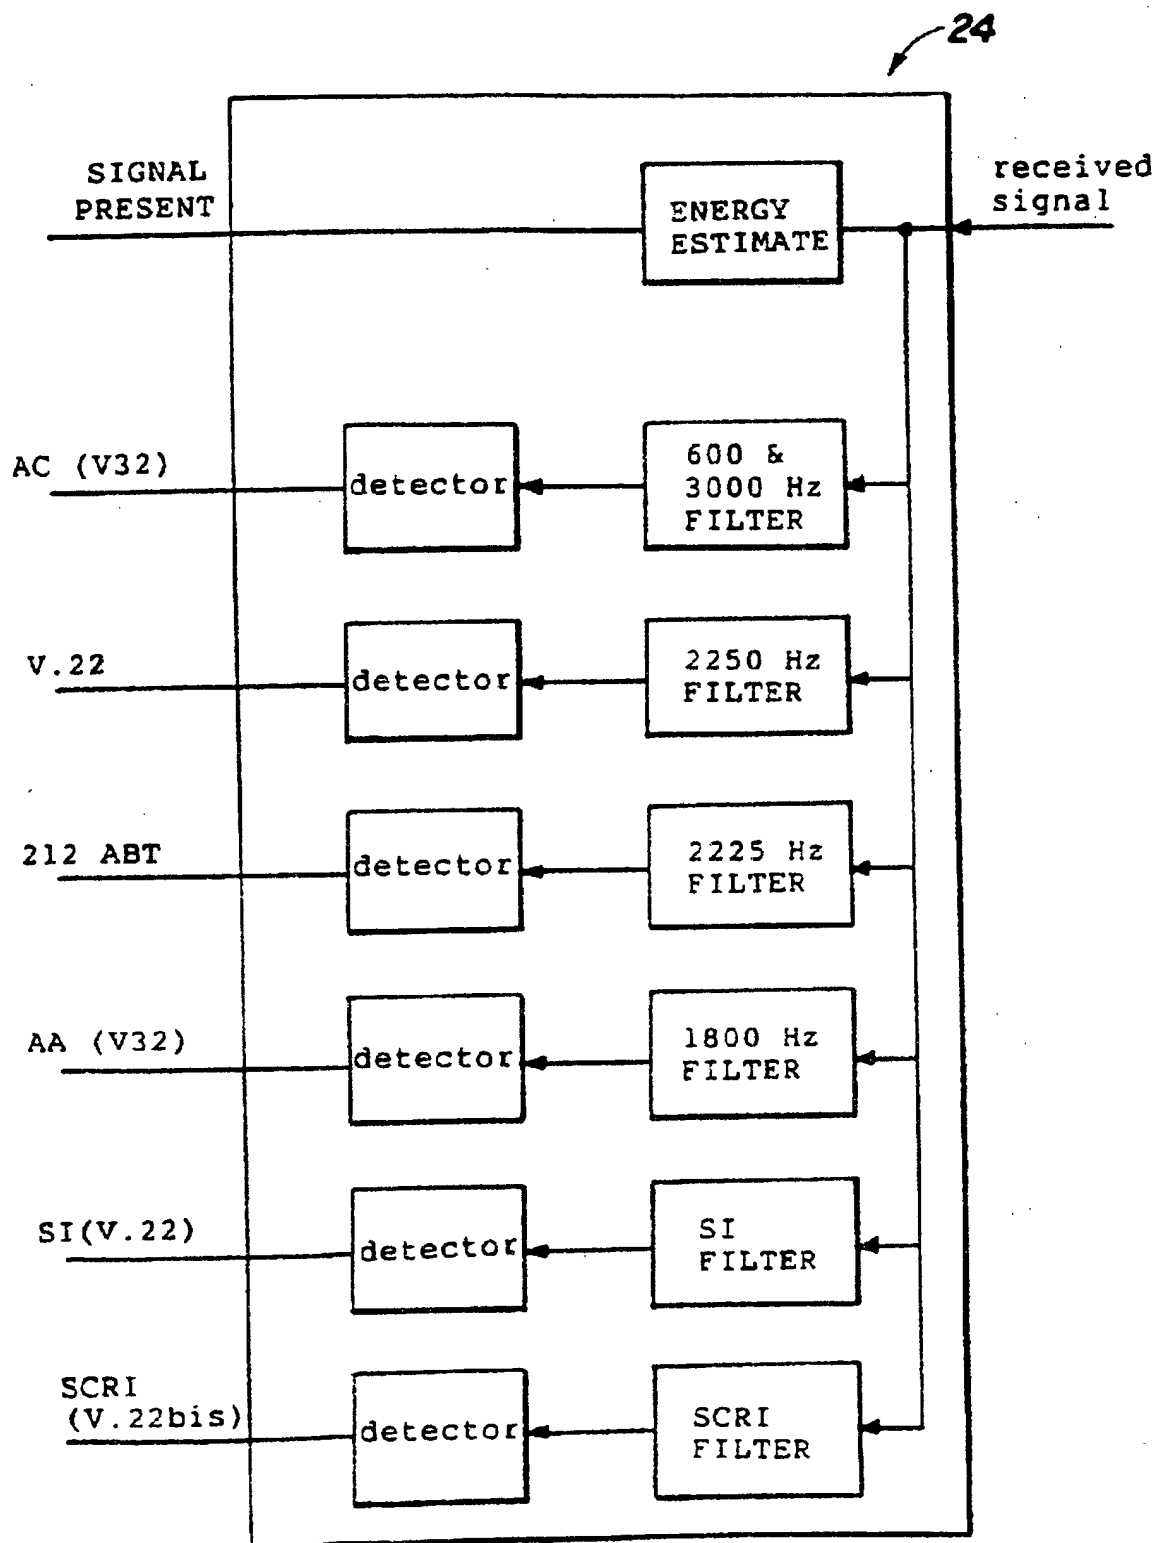 24
SIGNAL
PRESENT
ENERGY
ESTIMATE
received
signal
AC (V32)
detector
600 &
3000 Hz
FILTER
V.22
detector
2250 Hz
FILTER
212 ABT
detector
2225 Hz
FILTER
AA (V32)
detector
1800 Hz
FILTER
SI(V.22)
detector
SI
FILTER
SCRI
(V.22bis)
detector
SCRI
FILTER